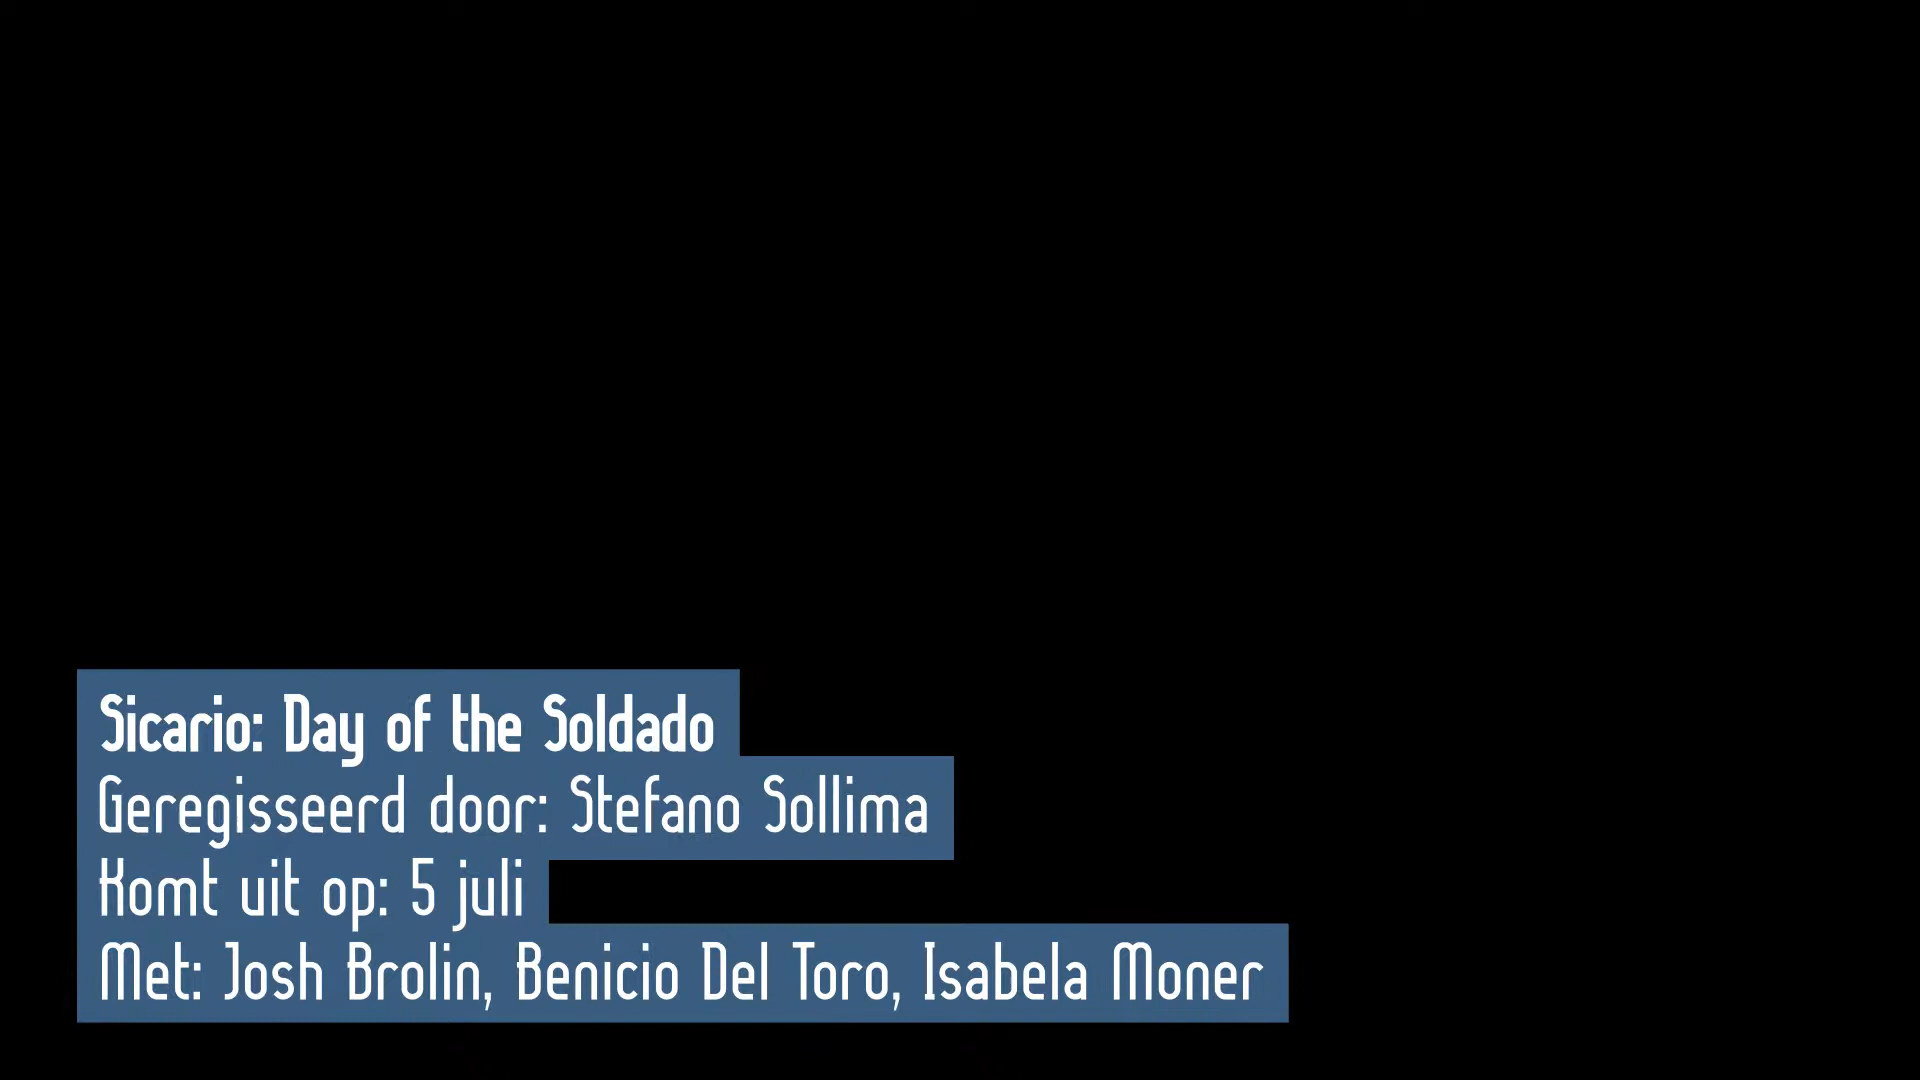 Sicario: Day of the Soldado
Geregisseerd door: Stefano Sollima
Komt uit op: 5 juli
Met: Josh Brolin, Benicio Del Toro, Isabela Moner